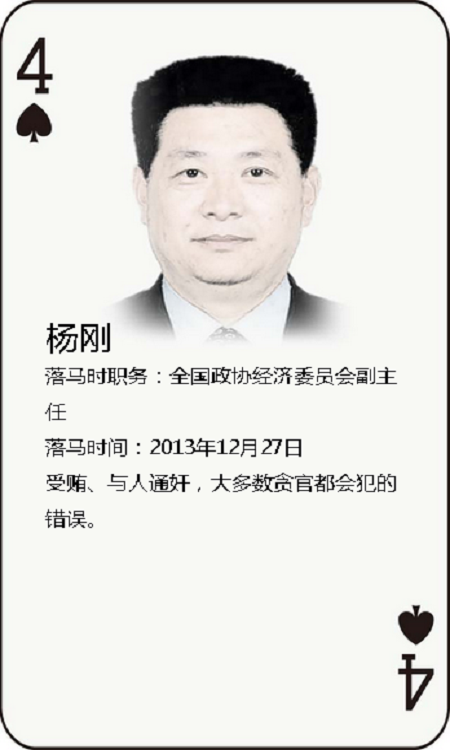 4
杨刚
落马时职务：全国政协经济委员会副主
任
落马时间：2013年12月27日
受贿、与人通奸，大多数贪官都会犯的
错误。
4